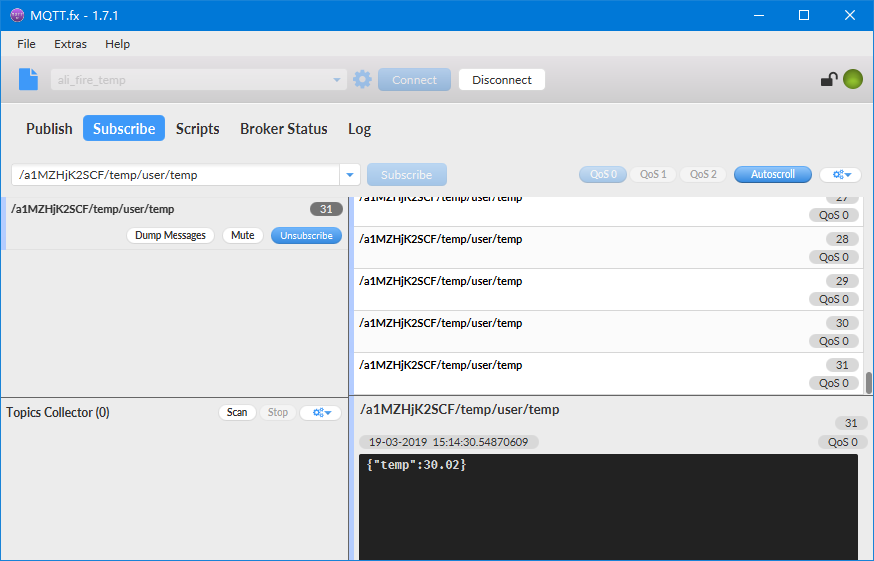 MQTT.fx - 1.7.1
File Extras Help
ali_fire_temp Connect Disconnect
Publish Subscribe Scripts Broker Status Log
/a1MZHjK2SCF/temp/user/temp Subscribe QoS 0 QoS 1 QoS 2 Autoscroll
/a1MZHjK2SCF/temp/user/temp 31
Dump Messages Mute Unsubscribe
/a1MZHjK2SCF/temp/user/temp 27
QoS 0
/a1MZHjK2SCF/temp/user/temp 28
QoS 0
/a1MZHjK2SCF/temp/user/temp 29
QoS 0
/a1MZHjK2SCF/temp/user/temp 30
QoS 0
/a1MZHjK2SCF/temp/user/temp 31
QoS 0
Topics Collector (0) Scan Stop
/a1MZHjK2SCF/temp/user/temp
31
19-03-2019 15:14:30.54870609 QoS 0
{"temp":30.02}